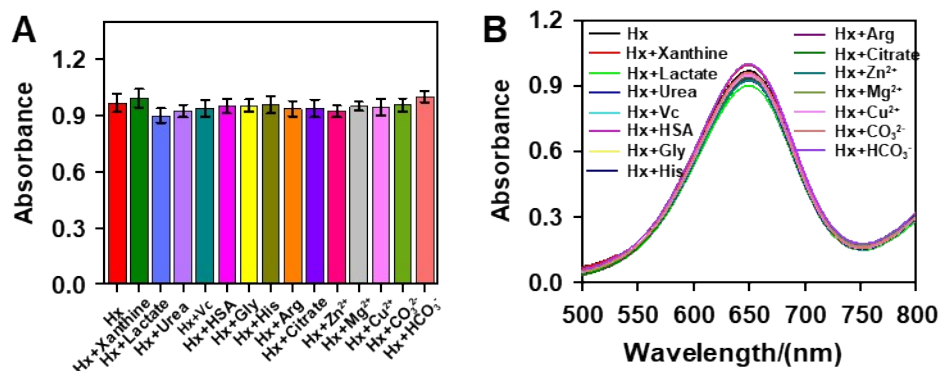 A
Absorbance
1.2
0.9
0.6
0.3
0.0
Hx
Hx+Xanthine
Hx+Lactate
Hx+Urea
Hx+Vc
Hx+HSA
Hx+Gly
Hx+His
Hx+Arg
Hx+Citrate
Hx+Zn²⁺
Hx+Mg²⁺
Hx+Cu²⁺
Hx+CO₃²⁻
Hx+HCO₃⁻
B
Absorbance
1.2
0.9
0.6
0.3
0.0
Hx
Hx+Xanthine
Hx+Lactate
Hx+Urea
Hx+Vc
Hx+HSA
Hx+Gly
Hx+His
Hx+Arg
Hx+Citrate
Hx+Zn²⁺
Hx+Mg²⁺
Hx+Cu²⁺
Hx+CO₃²⁻
Hx+HCO₃⁻
500 550 600 650 700 750 800
Wavelength/(nm)